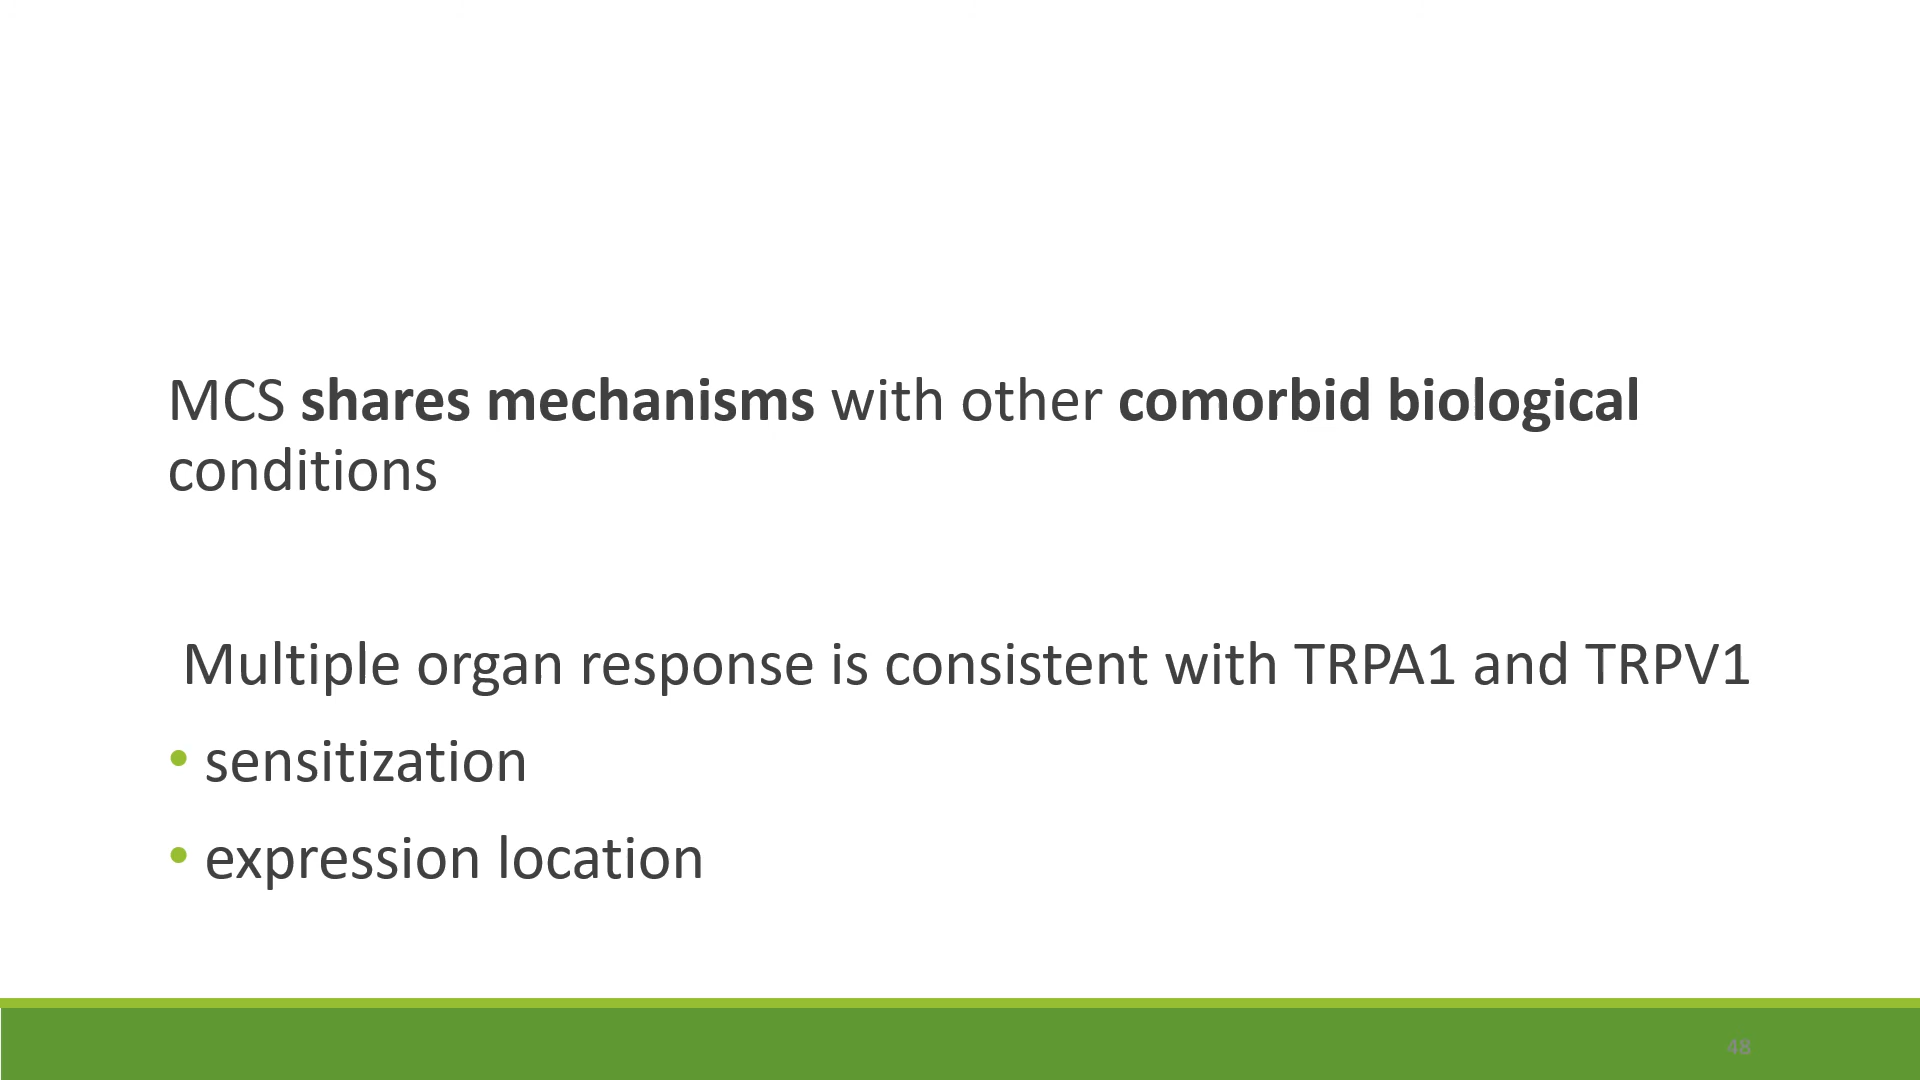 MCS shares mechanisms with other comorbid biological
conditions
Multiple organ response is consistent with TRPA1 and TRPV1
• sensitization
• expression location
48